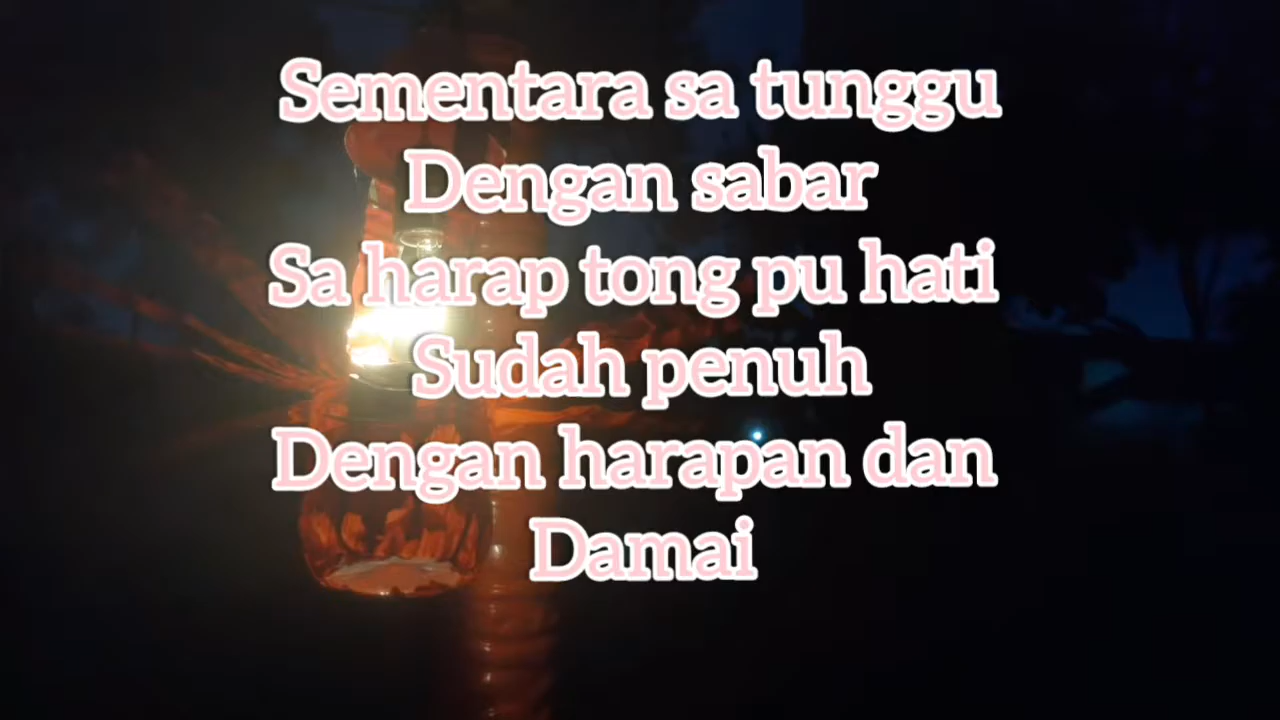 Sementara sa tunggu
Dengan sabar
Sa harap tong pu hati
Sudah penuh
Dengan harapan dan
Damai